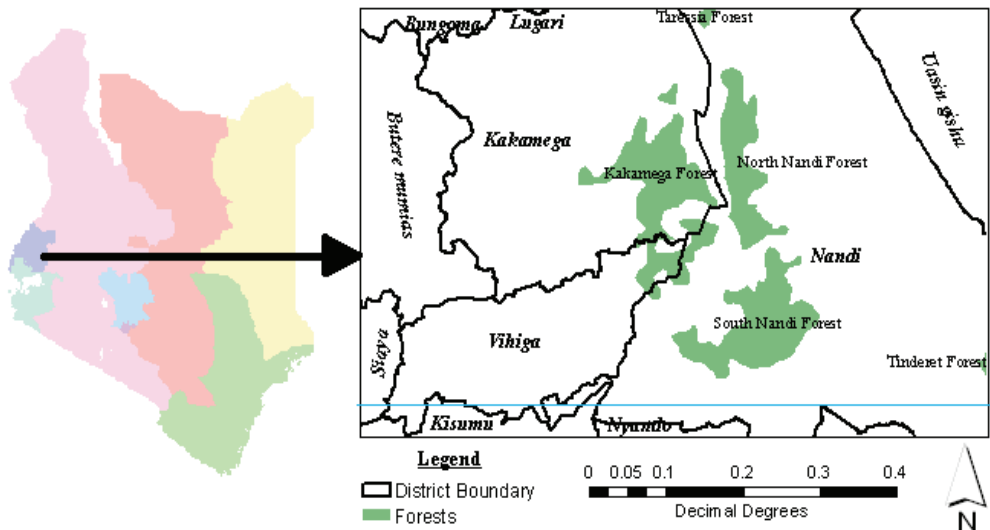 Taressia Forest
Bungoma
Lugari
Uasin gishu
Butere mumias
Kakamega
Kakamega Forest
North Nandi Forest
Nandi
South Nandi Forest
Siaya
Vihiga
Tinderet Forest
Kisumu
Nyando
Legend
District Boundary
Forests
0 0.05 0.1 0.2 0.3 0.4
Decimal Degrees
N